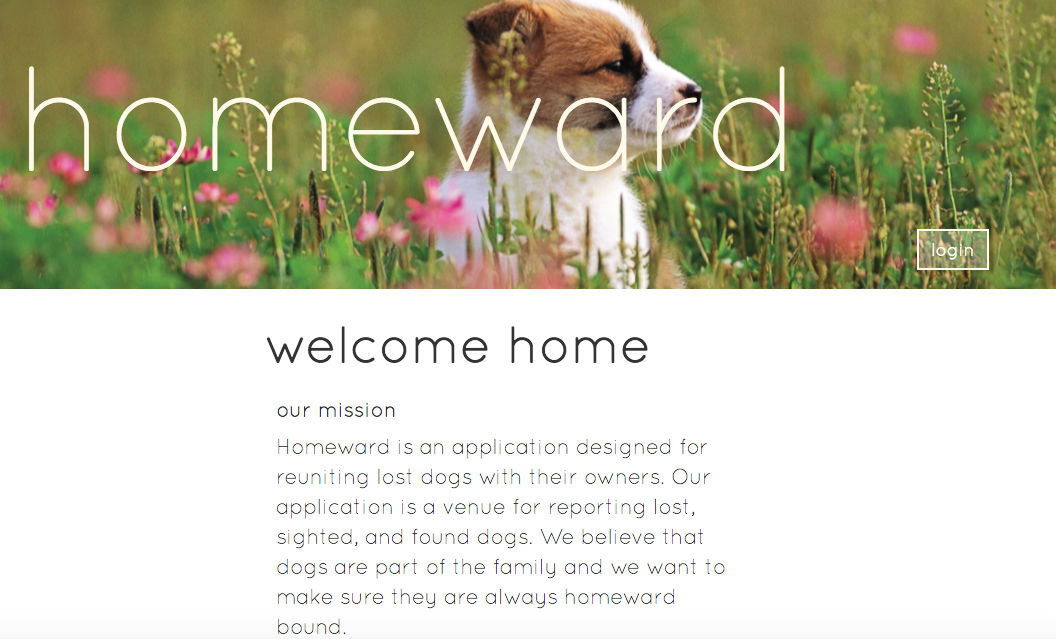 homeward
login
welcome home
our mission
Homeward is an application designed for
reuniting lost dogs with their owners. Our
application is a venue for reporting lost,
sighted, and found dogs. We believe that
dogs are part of the family and we want to
make sure they are always homeward
bound.